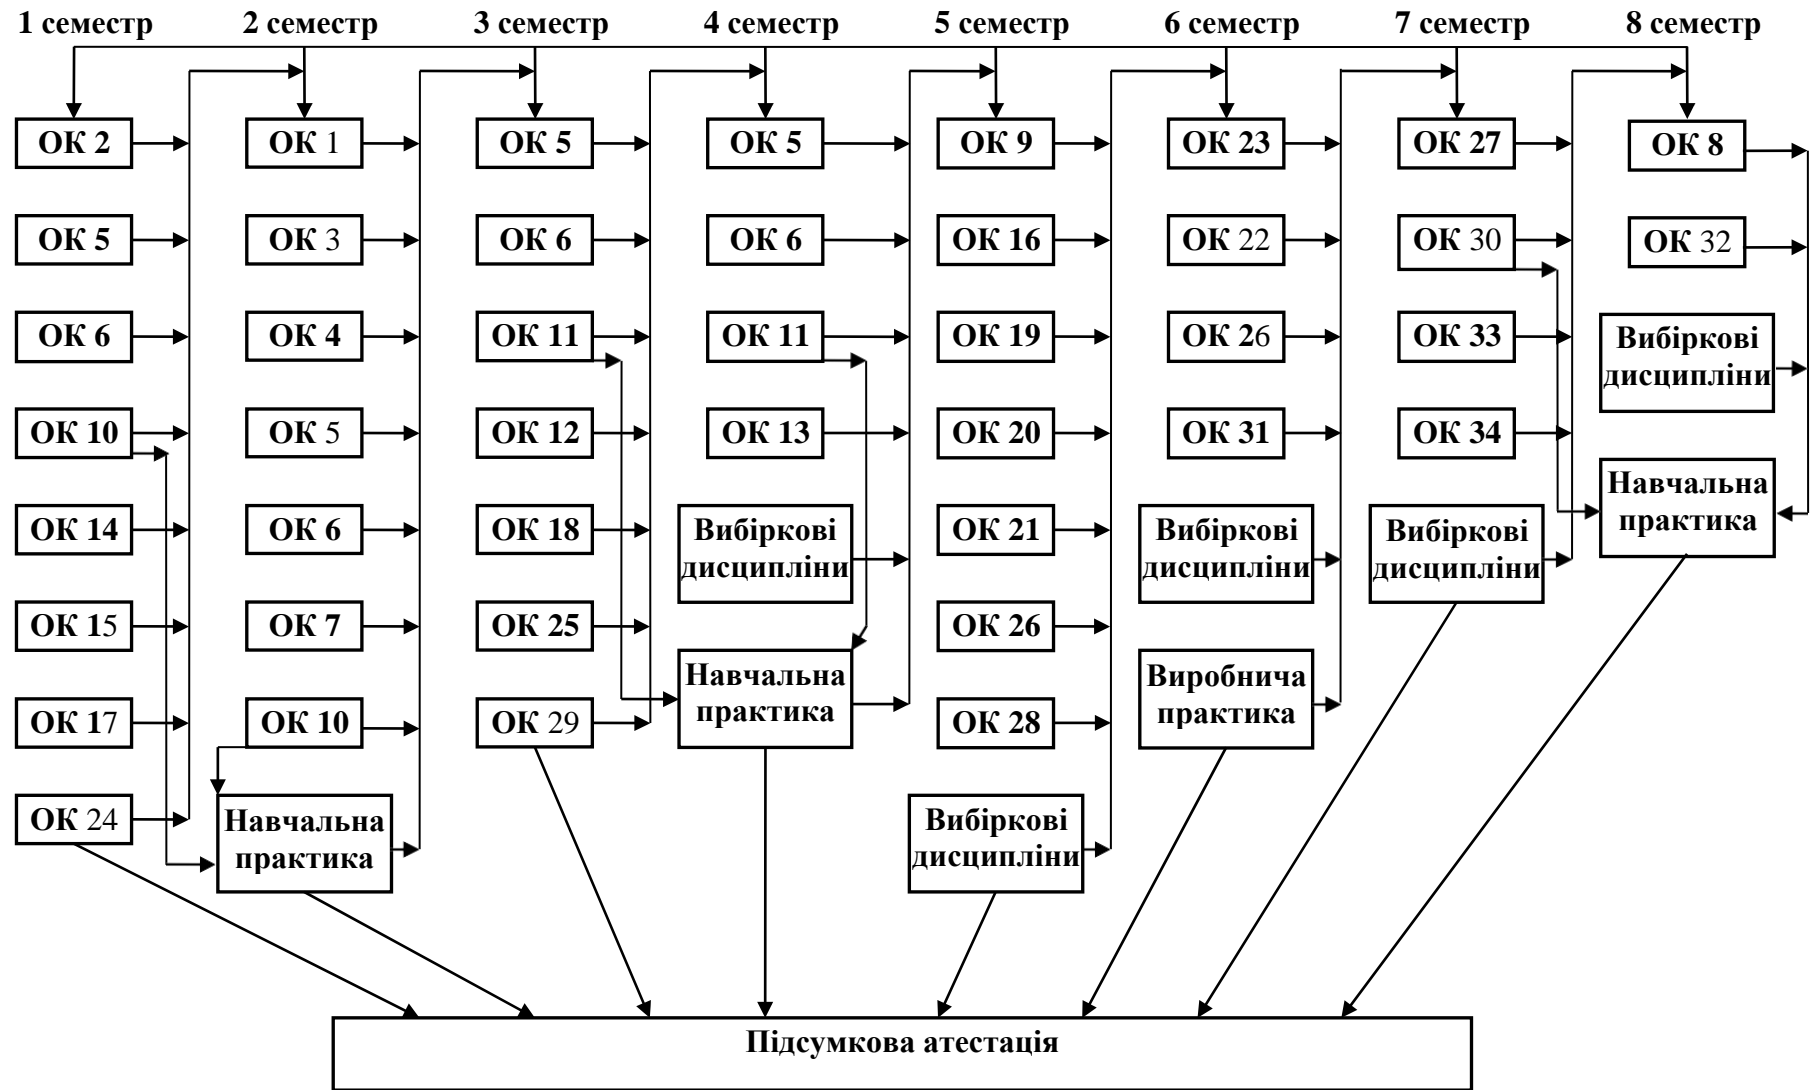 1 семестр
2 семестр
3 семестр
4 семестр
5 семестр
6 семестр
7 семестр
8 семестр
ОК 2
ОК 5
ОК 6
ОК 10
ОК 14
ОК 15
ОК 17
ОК 24
ОК 1
ОК 3
ОК 4
ОК 5
ОК 6
ОК 7
ОК 10
Навчальна
практика
ОК 5
ОК 6
ОК 11
ОК 12
ОК 18
ОК 25
ОК 29
ОК 5
ОК 6
ОК 11
ОК 13
Вибіркові
дисципліни
Навчальна
практика
ОК 9
ОК 16
ОК 19
ОК 20
ОК 21
ОК 26
ОК 28
Вибіркові
дисципліни
ОК 23
ОК 22
ОК 26
ОК 31
Вибіркові
дисципліни
Виробнича
практика
ОК 27
ОК 30
ОК 33
ОК 34
Вибіркові
дисципліни
ОК 8
ОК 32
Вибіркові
дисципліни
Навчальна
практика
Підсумкова атестація